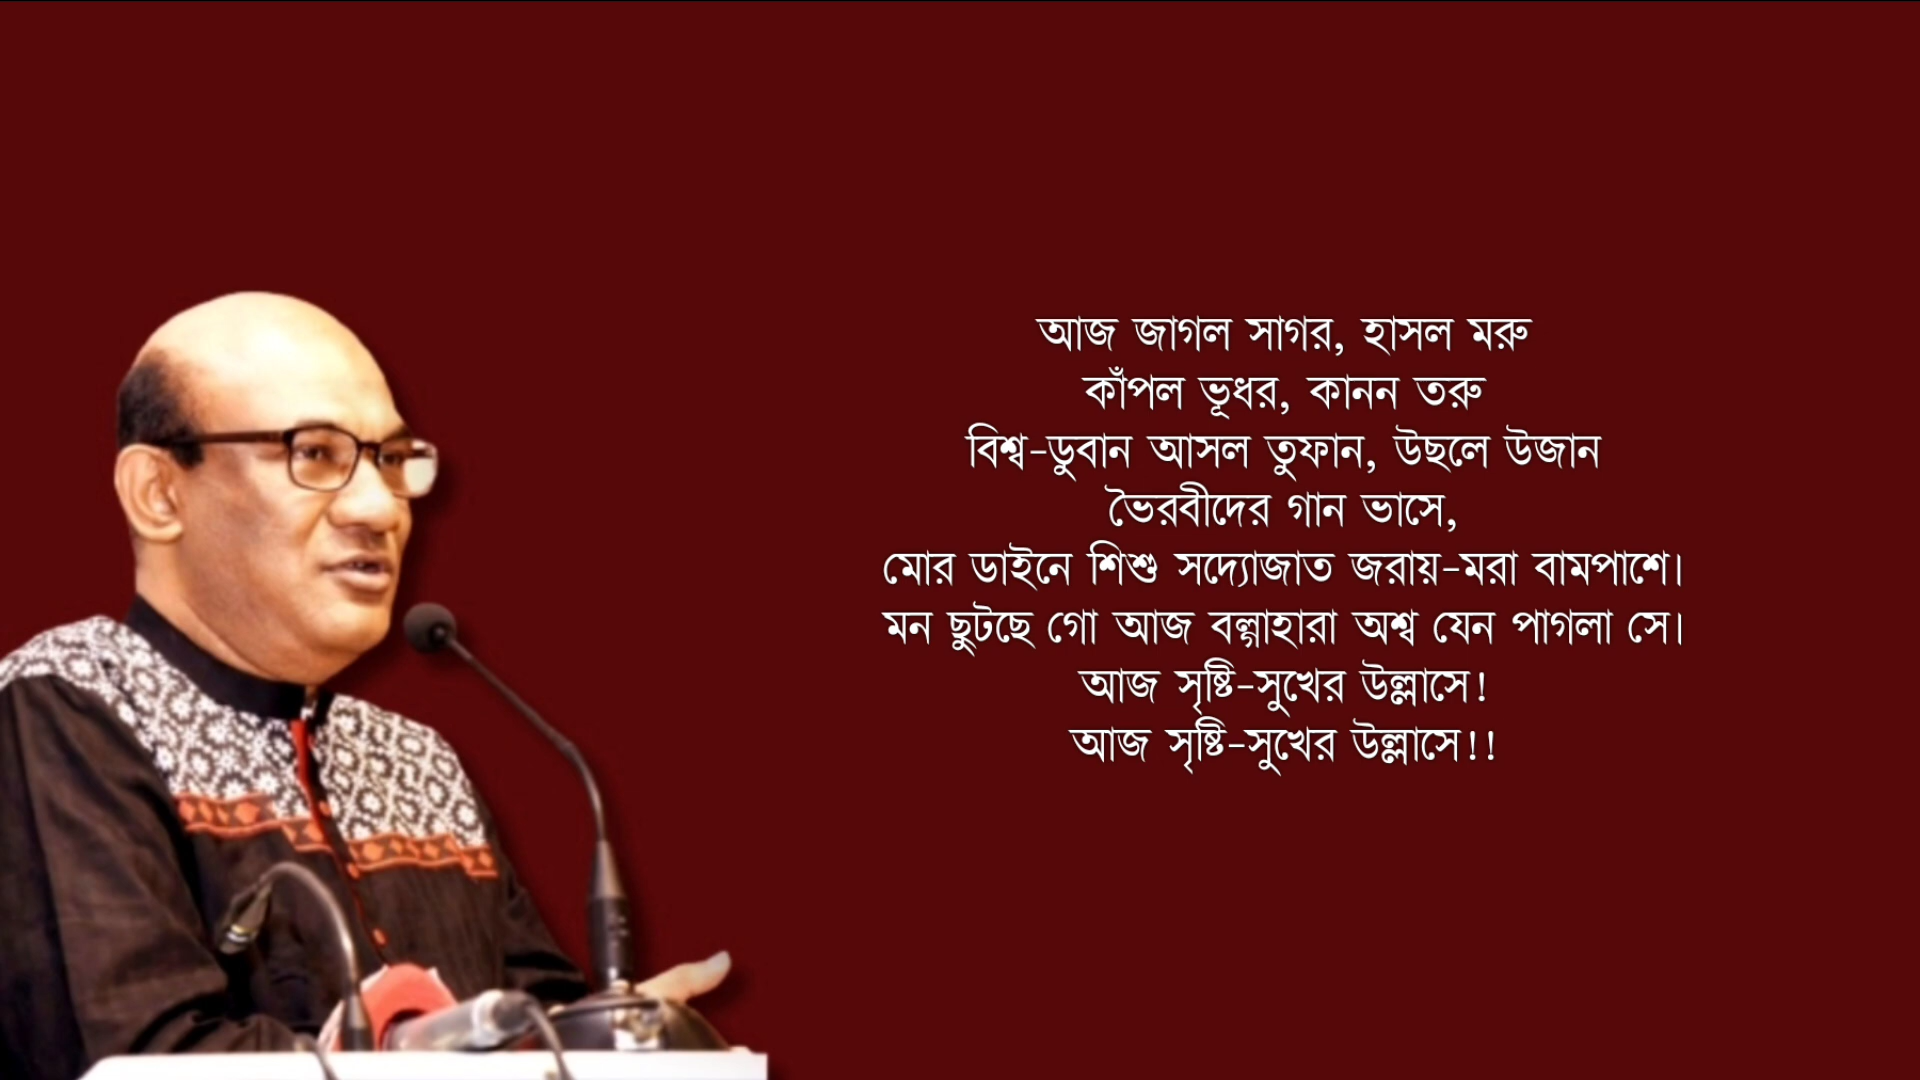 আজ জাগল সাগর, হাসল মরু
কাঁপল ভূধর, কানন তরু
বিশ্ব-ডুবান আসল তুফান, উছলে উজান
ভৈরবীদের গান ভাসে,
মোর ডাইনে শিশু সদ্যোজাত জরায়-মরা বামপাশে।
মন ছুটছে গো আজ বল্গাহারা অশ্ব যেন পাগলা সে।
আজ সৃষ্টি-সুখের উল্লাসে!
আজ সৃষ্টি-সুখের উল্লাসে!!